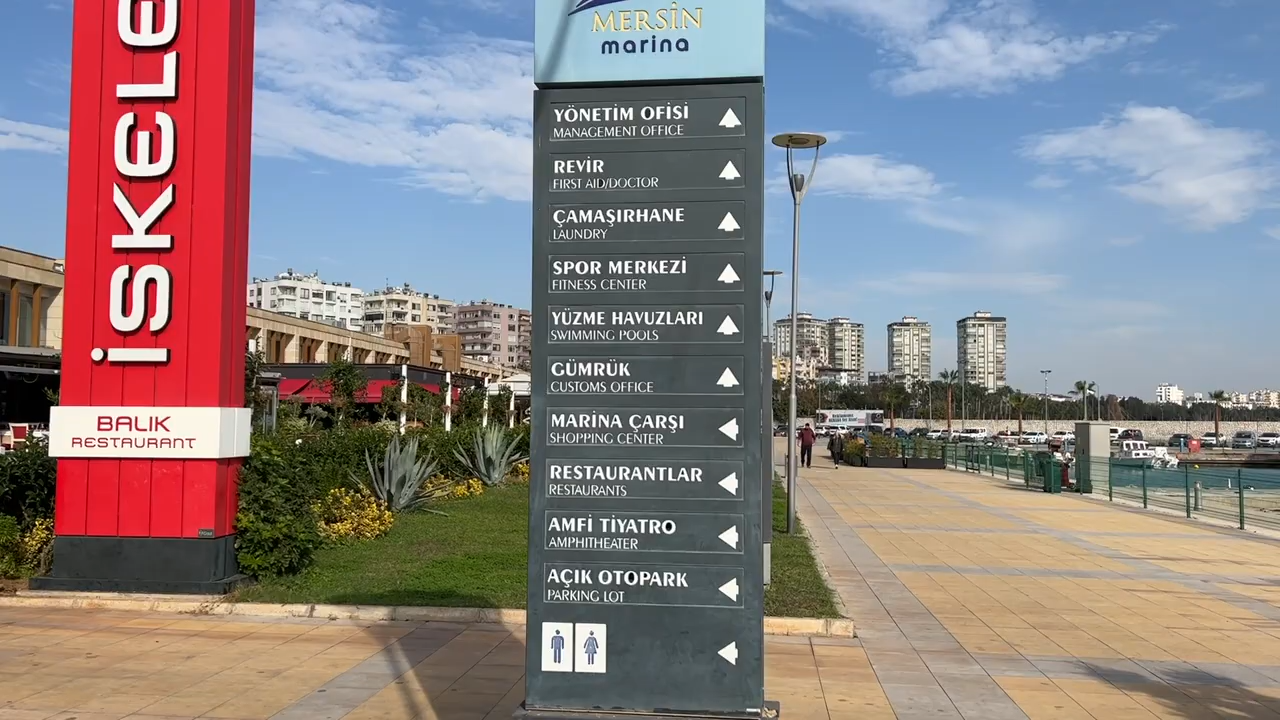 İSKELE
BALIK
RESTAURANT
MERSİN
marina
YÖNETİM OFİSİ
MANAGEMENT OFFICE
REVİR
FIRST AID/DOCTOR
ÇAMAŞIRHANE
LAUNDRY
SPOR MERKEZİ
FITNESS CENTER
YÜZME HAVUZLARI
SWIMMING POOLS
GÜMRÜK
CUSTOMS OFFICE
MARİNA ÇARŞI
SHOPPING CENTER
RESTAURANTLAR
RESTAURANTS
AMFİ TİYATRO
AMPHITHEATER
AÇIK OTOPARK
PARKING LOT